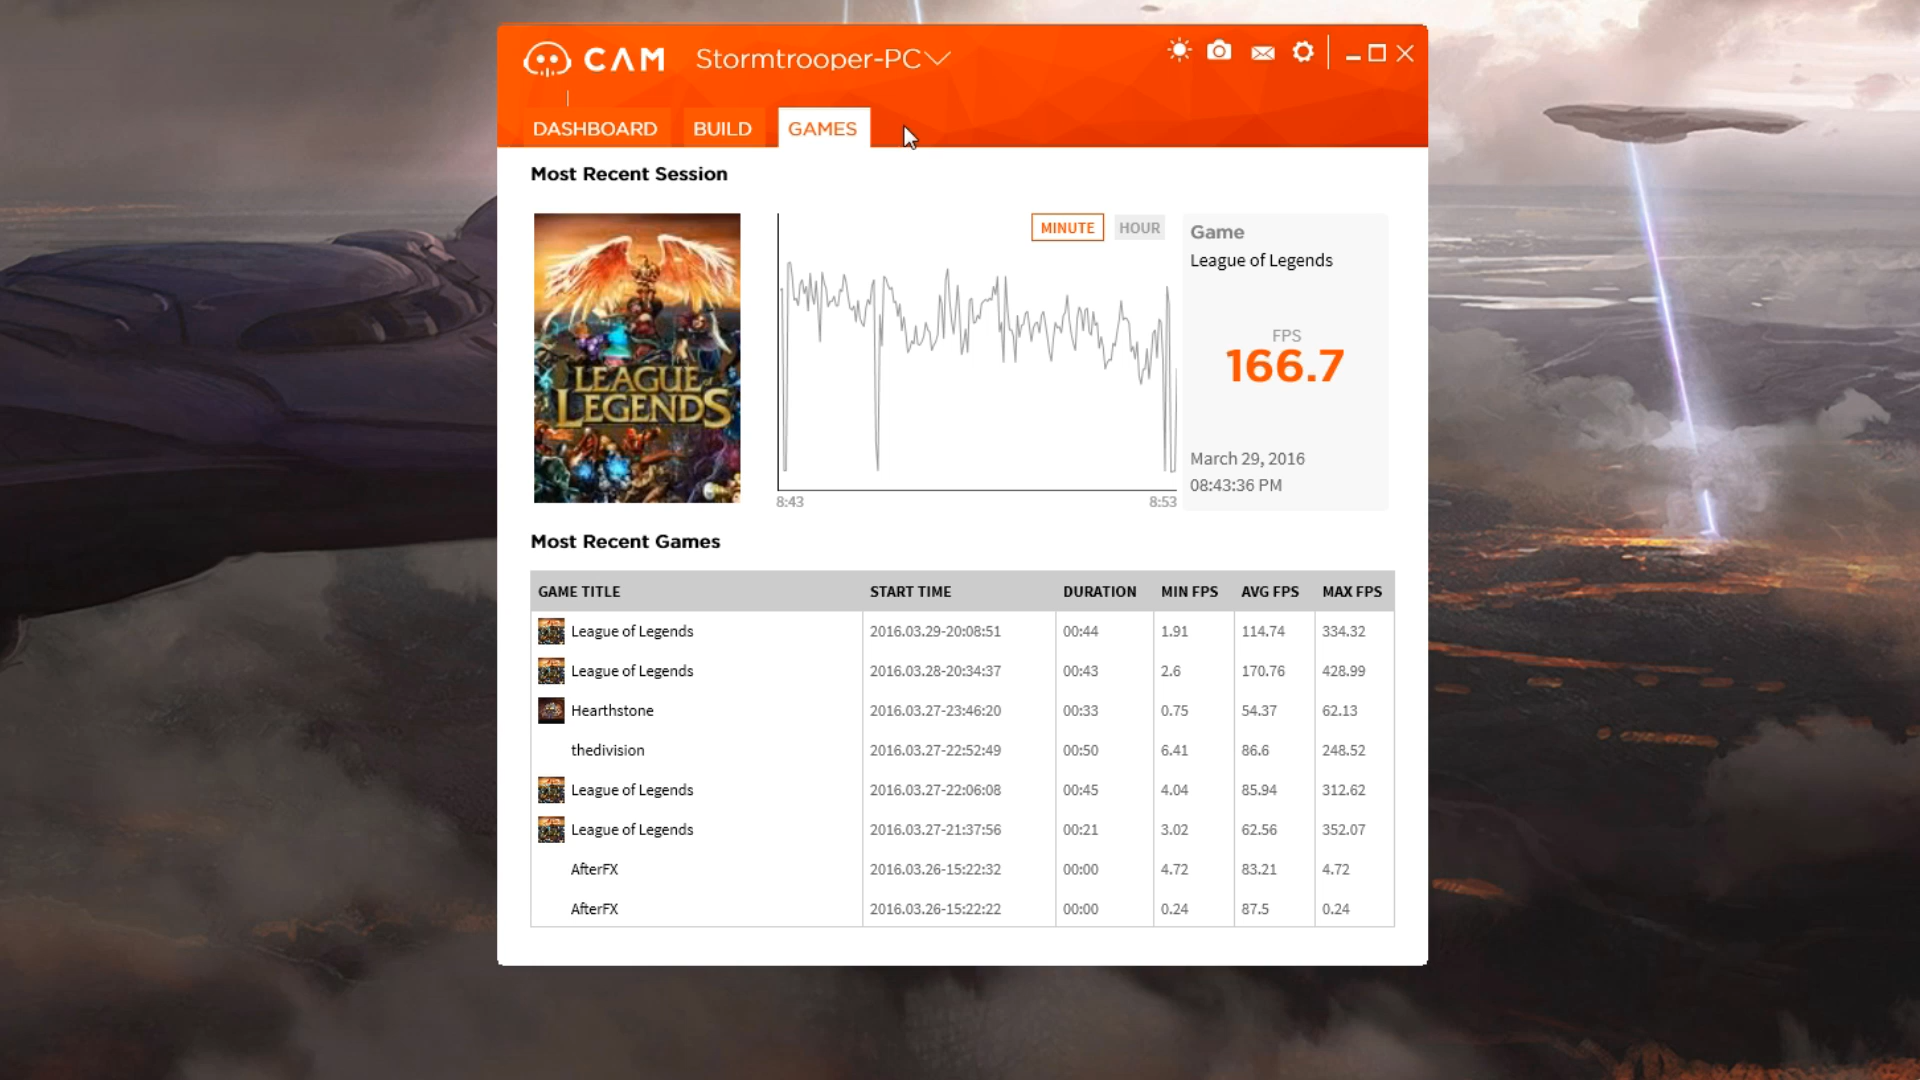 CAM Stormtrooper-PC
DASHBOARD BUILD GAMES
Most Recent Session
LEAGUE of
LEGENDS
MINUTE HOUR
8:43 8:53
Game
League of Legends
FPS
166.7
March 29, 2016
08:43:36 PM
Most Recent Games
GAME TITLE START TIME DURATION MIN FPS AVG FPS MAX FPS
League of Legends 2016.03.29-20:08:51 00:44 1.91 114.74 334.32
League of Legends 2016.03.28-20:34:37 00:43 2.6 170.76 428.99
Hearthstone 2016.03.27-23:46:20 00:33 0.75 54.37 62.13
thedivision 2016.03.27-22:52:49 00:50 6.41 86.6 248.52
League of Legends 2016.03.27-22:06:08 00:45 4.04 85.94 312.62
League of Legends 2016.03.27-21:37:56 00:21 3.02 62.56 352.07
AfterFX 2016.03.26-15:22:32 00:00 4.72 83.21 4.72
AfterFX 2016.03.26-15:22:22 00:00 0.24 87.5 0.24